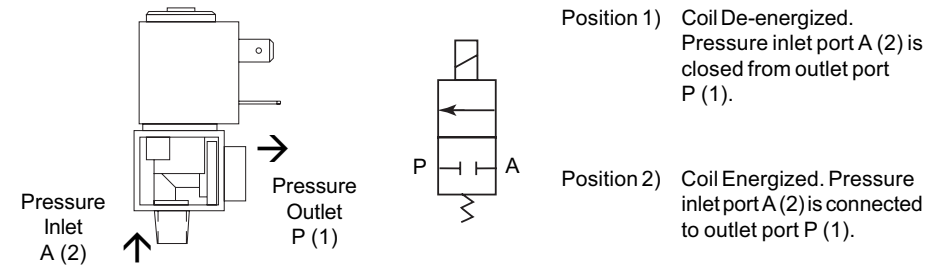 Pressure
Inlet
A (2)
Pressure
Outlet
P (1)
P
A
Position 1) Coil De-energized.
Pressure inlet port A (2) is
closed from outlet port
P (1).
Position 2) Coil Energized. Pressure
inlet port A (2) is connected
to outlet port P (1).